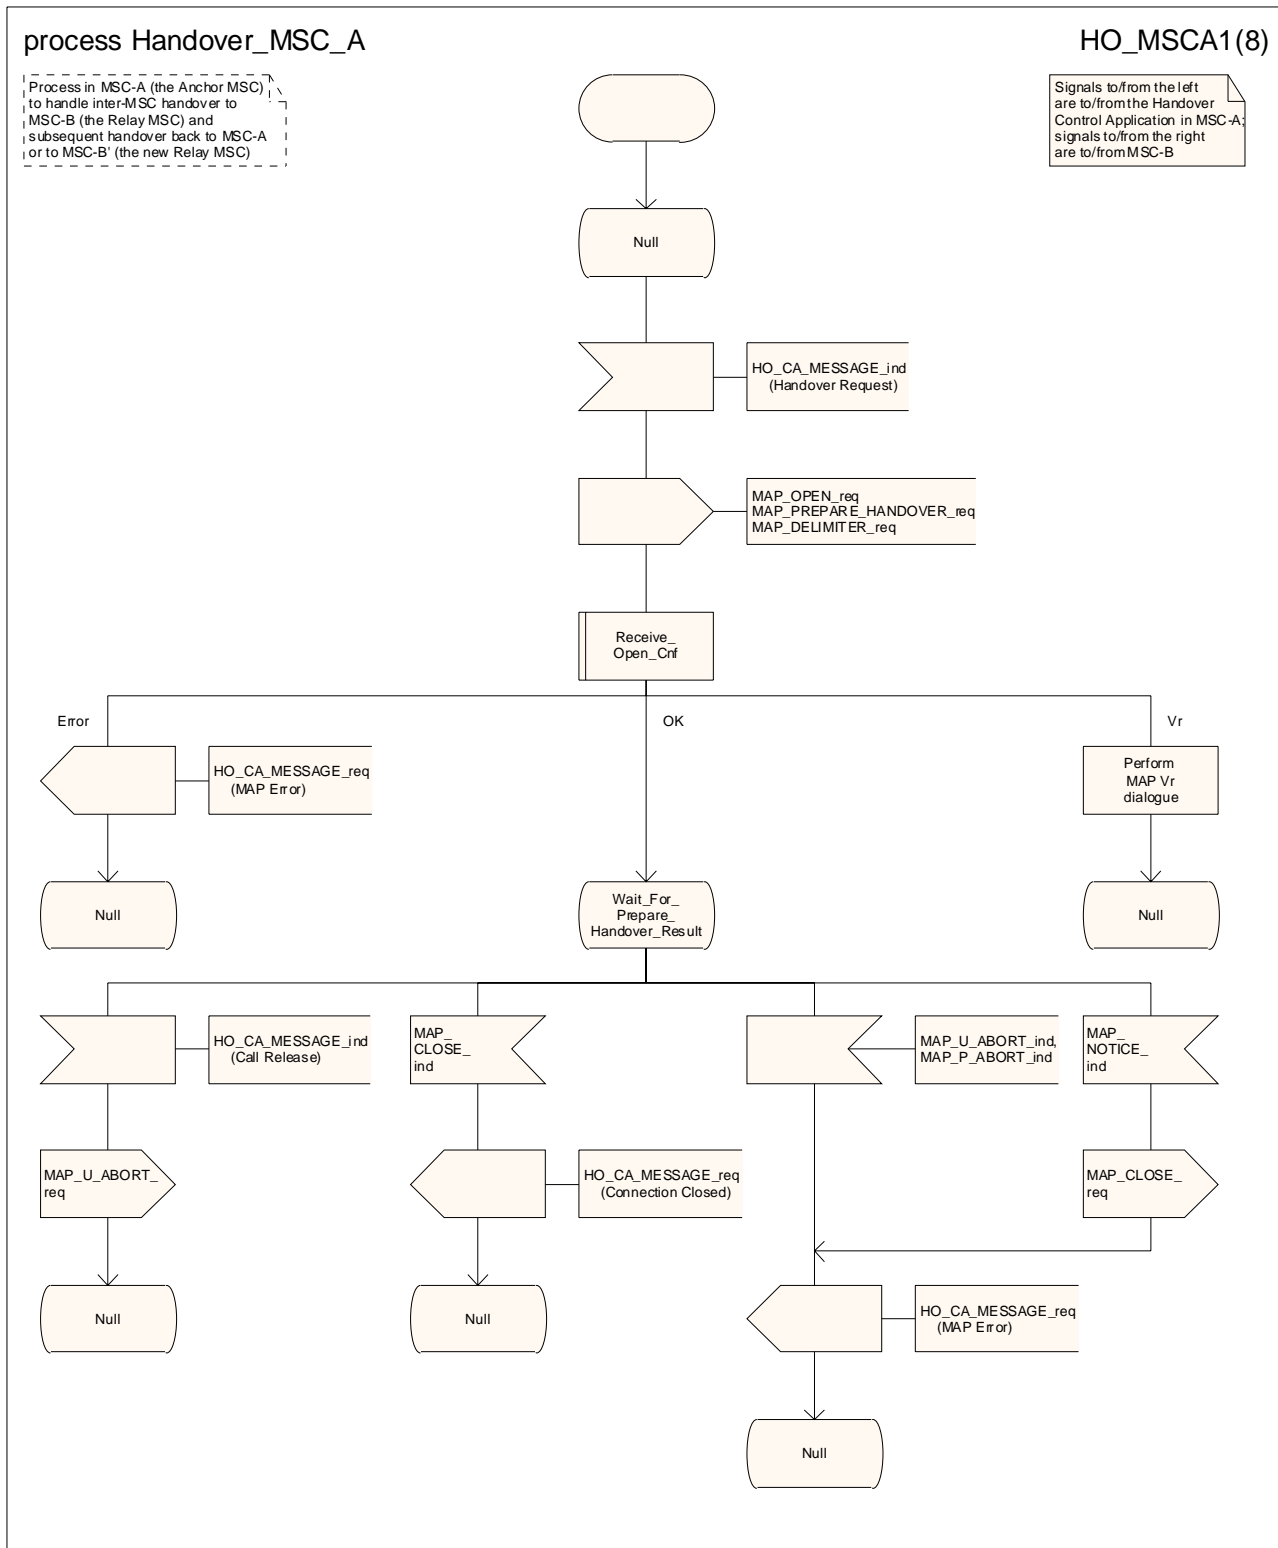 process Handover_MSC_A
HO_MSCA1(8)
Process in MSC-A (the Anchor MSC)
to handle inter-MSC handover to
MSC-B (the Relay MSC) and
subsequent handover back to MSC-A
or to MSC-B' (the new Relay MSC)
Signals to/from the left
are to/from the Handover
Control Application in MSC-A;
signals to/from the right
are to/from MSC-B
Null
HO_CA_MESSAGE_ind
(Handover Request)
MAP_OPEN_req
MAP_PREPARE_HANDOVER_req
MAP_DELIMITER_req
Receive_
Open_Cnf
Error
OK
Vr
HO_CA_MESSAGE_req
(MAP Error)
Perform
MAP Vr
dialogue
Null
Wait_For_
Prepare_
Handover_Result
Null
HO_CA_MESSAGE_ind
(Call Release)
MAP_
CLOSE_
ind
MAP_U_ABORT_ind,
MAP_P_ABORT_ind
MAP_
NOTICE_
ind
MAP_U_ABORT_
req
HO_CA_MESSAGE_req
(Connection Closed)
MAP_CLOSE_
req
Null
Null
HO_CA_MESSAGE_req
(MAP Error)
Null